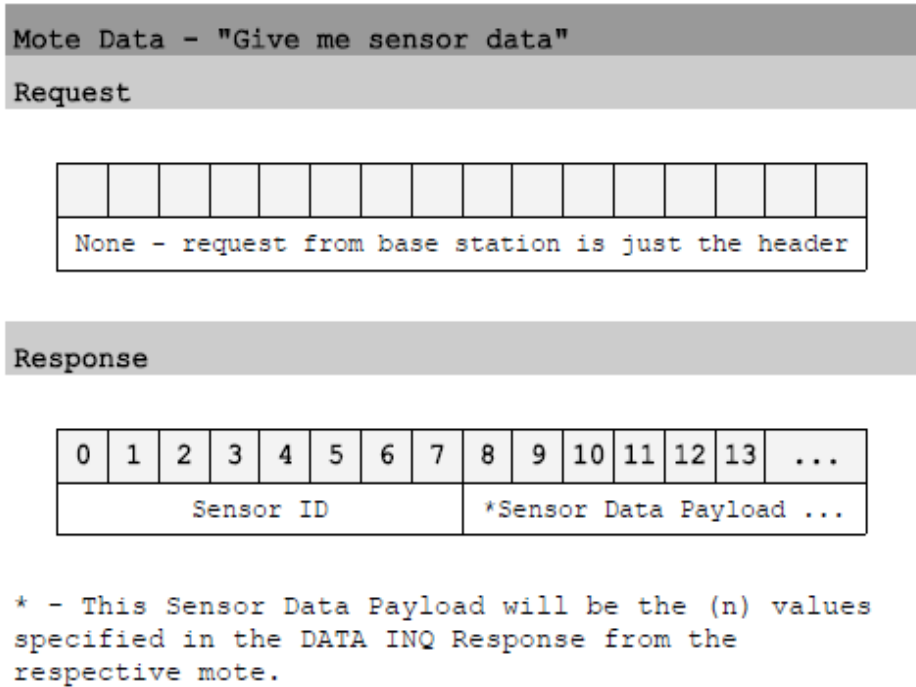 Mote Data - "Give me sensor data"
Request
None - request from base station is just the header
Response
0 1 2 3 4 5 6 7 8 9 10 11 12 13 ...
Sensor ID *Sensor Data Payload ...
* - This Sensor Data Payload will be the (n) values
specified in the DATA INQ Response from the
respective mote.